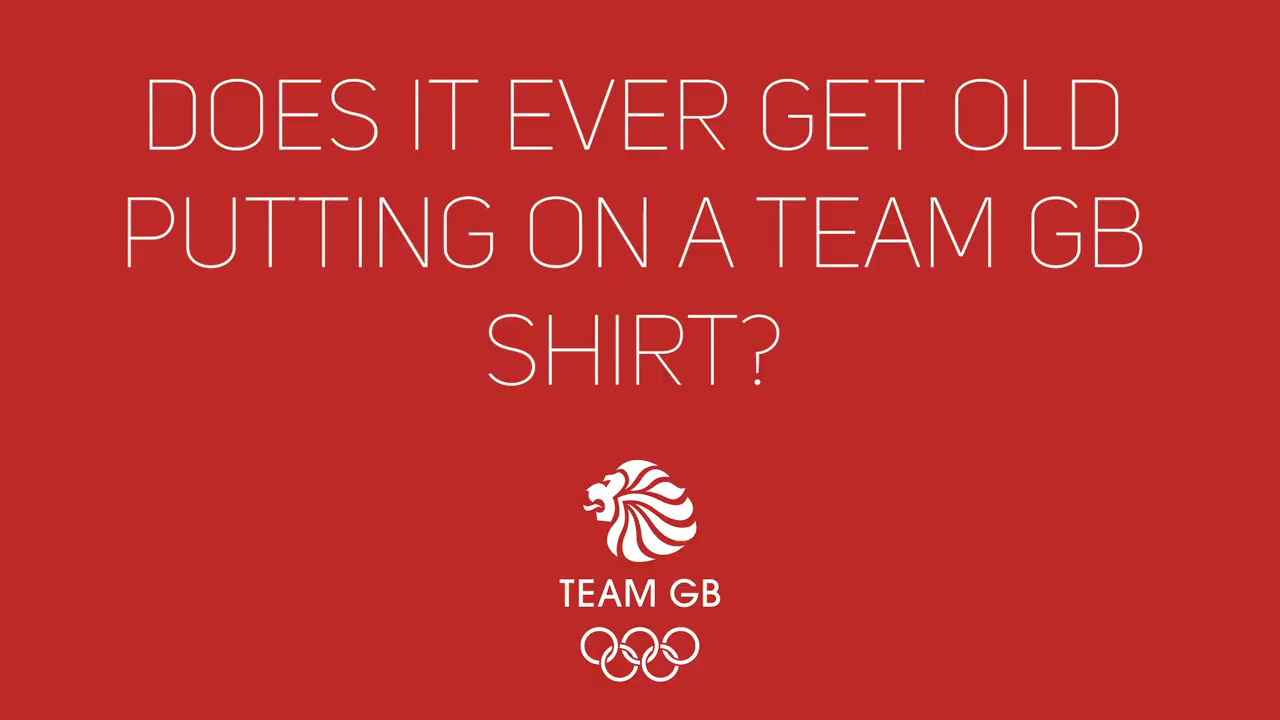 DOES IT EVER GET OLD
PUTTING ON A TEAM GB
SHIRT?
TEAM GB